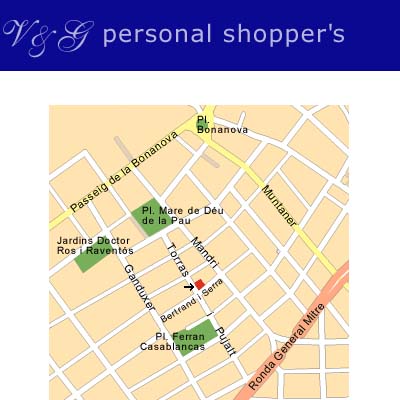 V&G personal shopper's
Pl.
Bonanova
Passeig de la Bonanova
Muntaner
Pl. Mare de Déu
de la Pau
Jardins Doctor
Ros i Raventós
Mandri
Torras i Pujalt
Ganduxer
Bertrand i Serra
Pl. Ferran
Casablancas
Ronda General Mitre